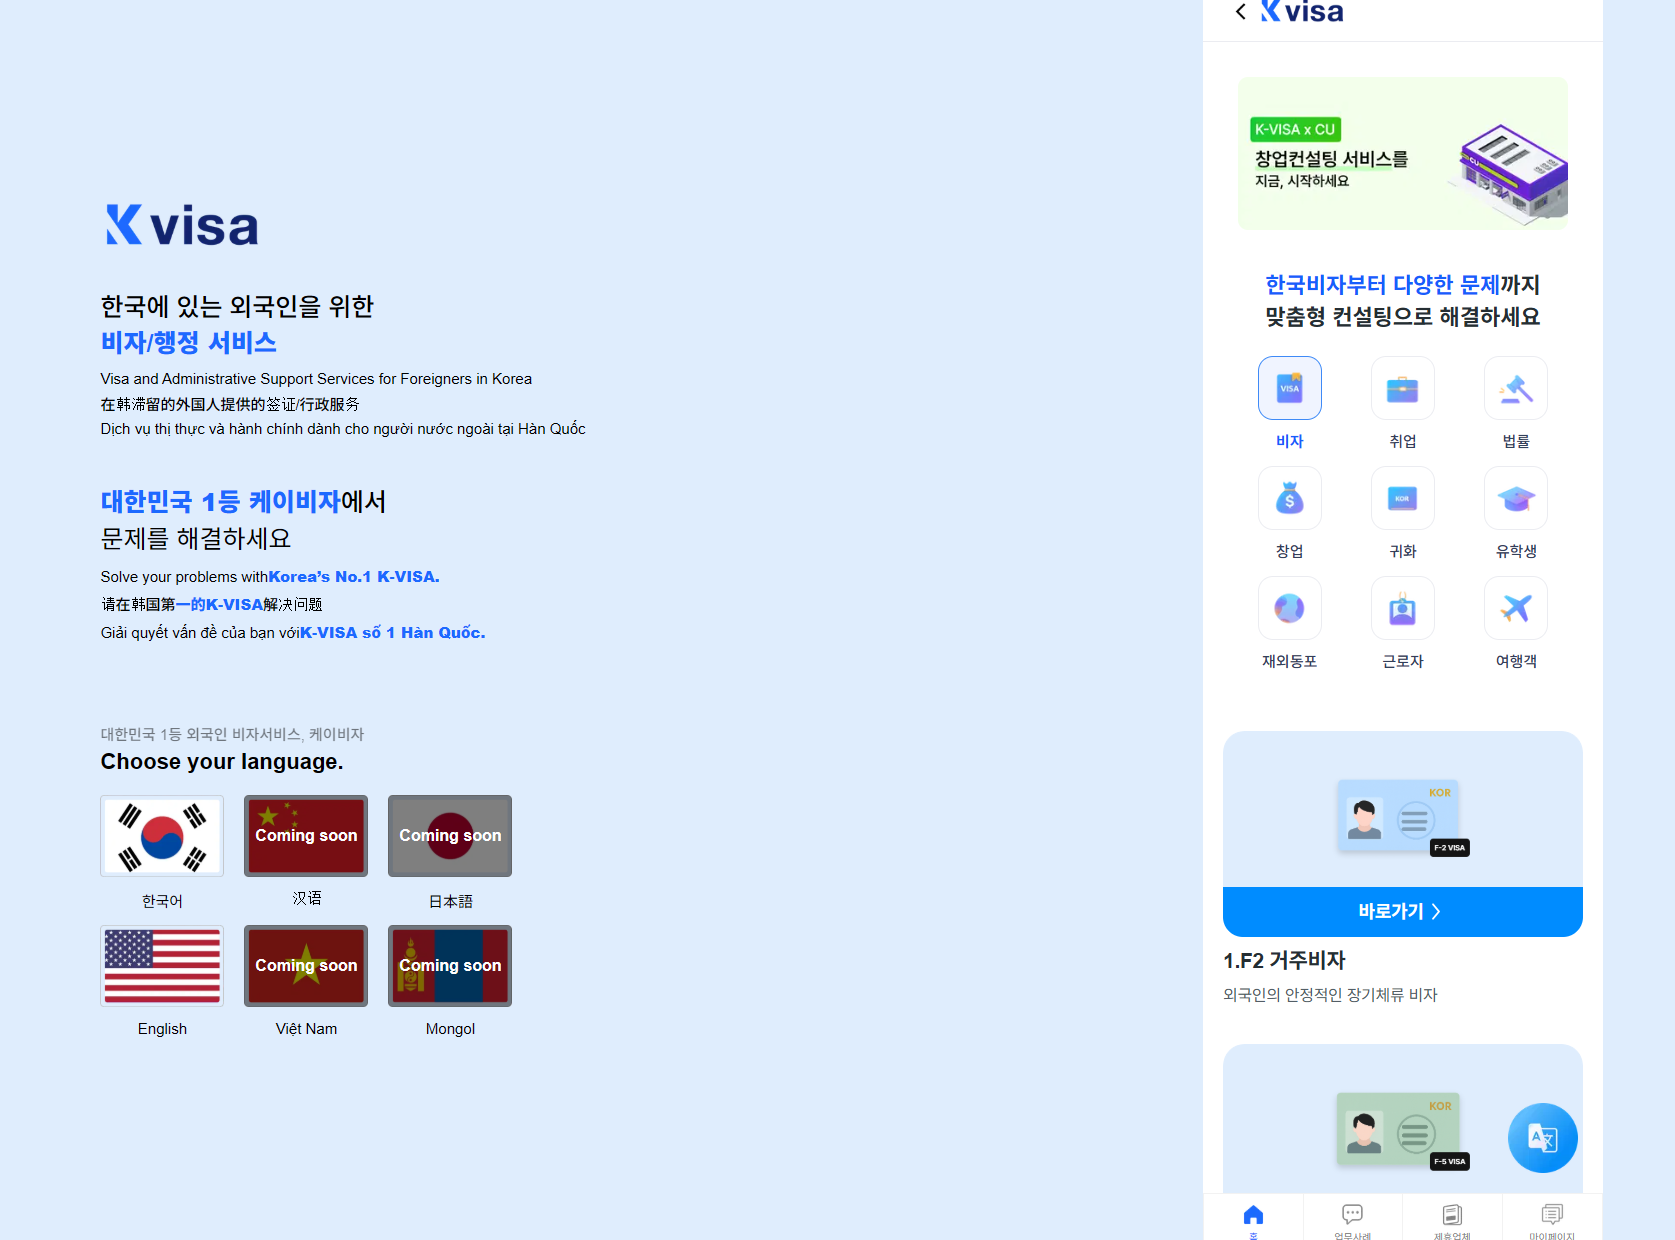 Kvisa
한국에 있는 외국인을 위한
비자/행정 서비스
Visa and Administrative Support Services for Foreigners in Korea
在韩滞留的外国人提供的签证/行政服务
Dịch vụ thị thực và hành chính dành cho người nước ngoài tại Hàn Quốc
대한민국 1등 케이비자에서
문제를 해결하세요
Solve your problems withKorea's No.1 K-VISA.
请在韩国第一的K-VISA解决问题
Giải quyết vấn đề của bạn vớiK-VISA số 1 Hàn Quốc.
대한민국 1등 외국인 비자서비스, 케이비자
Choose your language.
Coming soon
Coming soon
한국어
汉语
日本語
Coming soon
Coming soon
English
Việt Nam
Mongol
Kvisa
K-VISA x CU
창업컨설팅 서비스를
지금, 시작하세요
CU
한국비자부터 다양한 문제까지
맞춤형 컨설팅으로 해결하세요
VISA
비자
취업
법률
$
KOR
창업
귀화
유학생
재외동포
근로자
여행객
KOR
F-2 VISA
바로가기
1.F2 거주비자
외국인의 안정적인 장기체류 비자
KOR
F-5 VISA
A 文
홈
업무사례
제휴업체
마이페이지